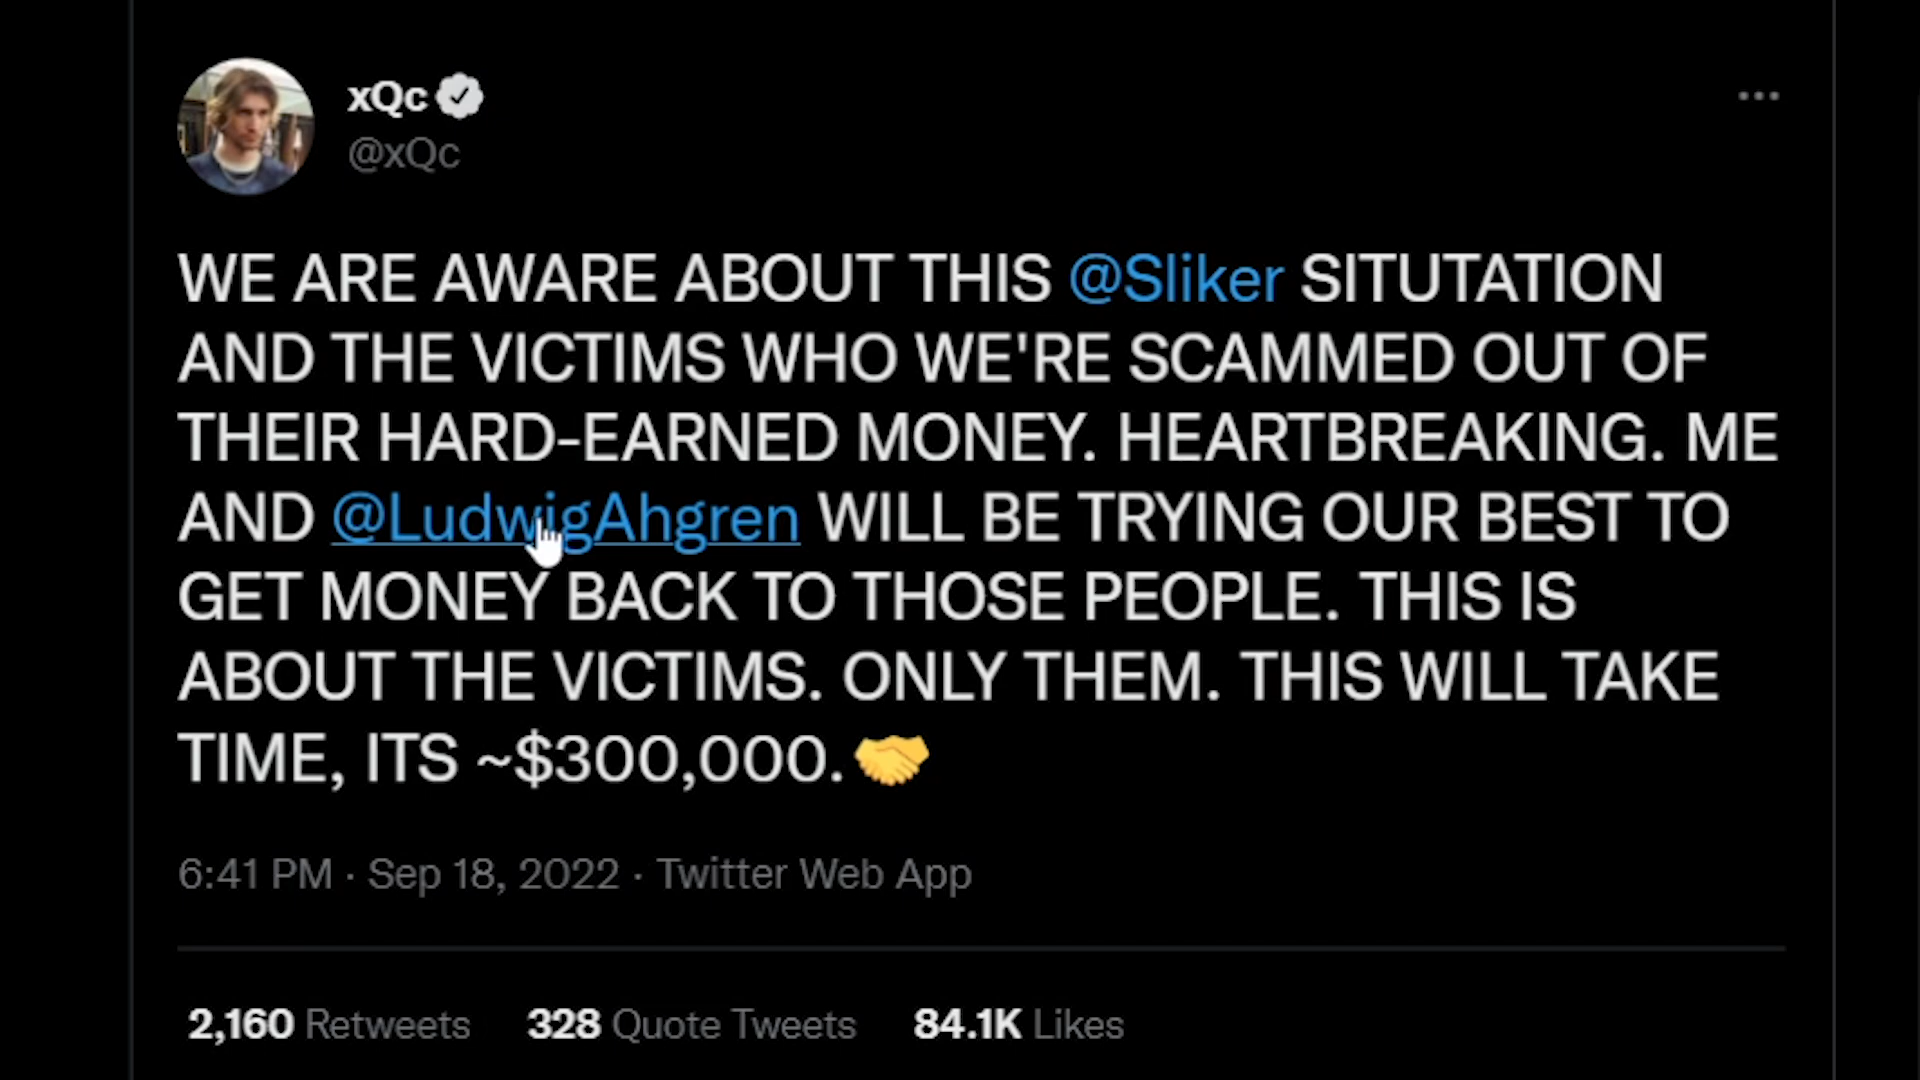 xQc
@xQc
WE ARE AWARE ABOUT THIS @Sliker SITUTATION
AND THE VICTIMS WHO WE'RE SCAMMED OUT OF
THEIR HARD-EARNED MONEY. HEARTBREAKING. ME
AND @LudwigAhgren WILL BE TRYING OUR BEST TO
GET MONEY BACK TO THOSE PEOPLE. THIS IS
ABOUT THE VICTIMS. ONLY THEM. THIS WILL TAKE
TIME, ITS ~$300,000.🤝
6:41 PM · Sep 18, 2022 · Twitter Web App
2,160 Retweets 328 Quote Tweets 84.1K Likes